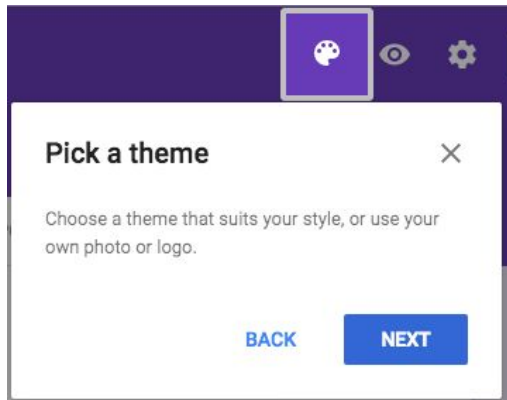 Pick a theme
Choose a theme that suits your style, or use your
own photo or logo.
BACK NEXT